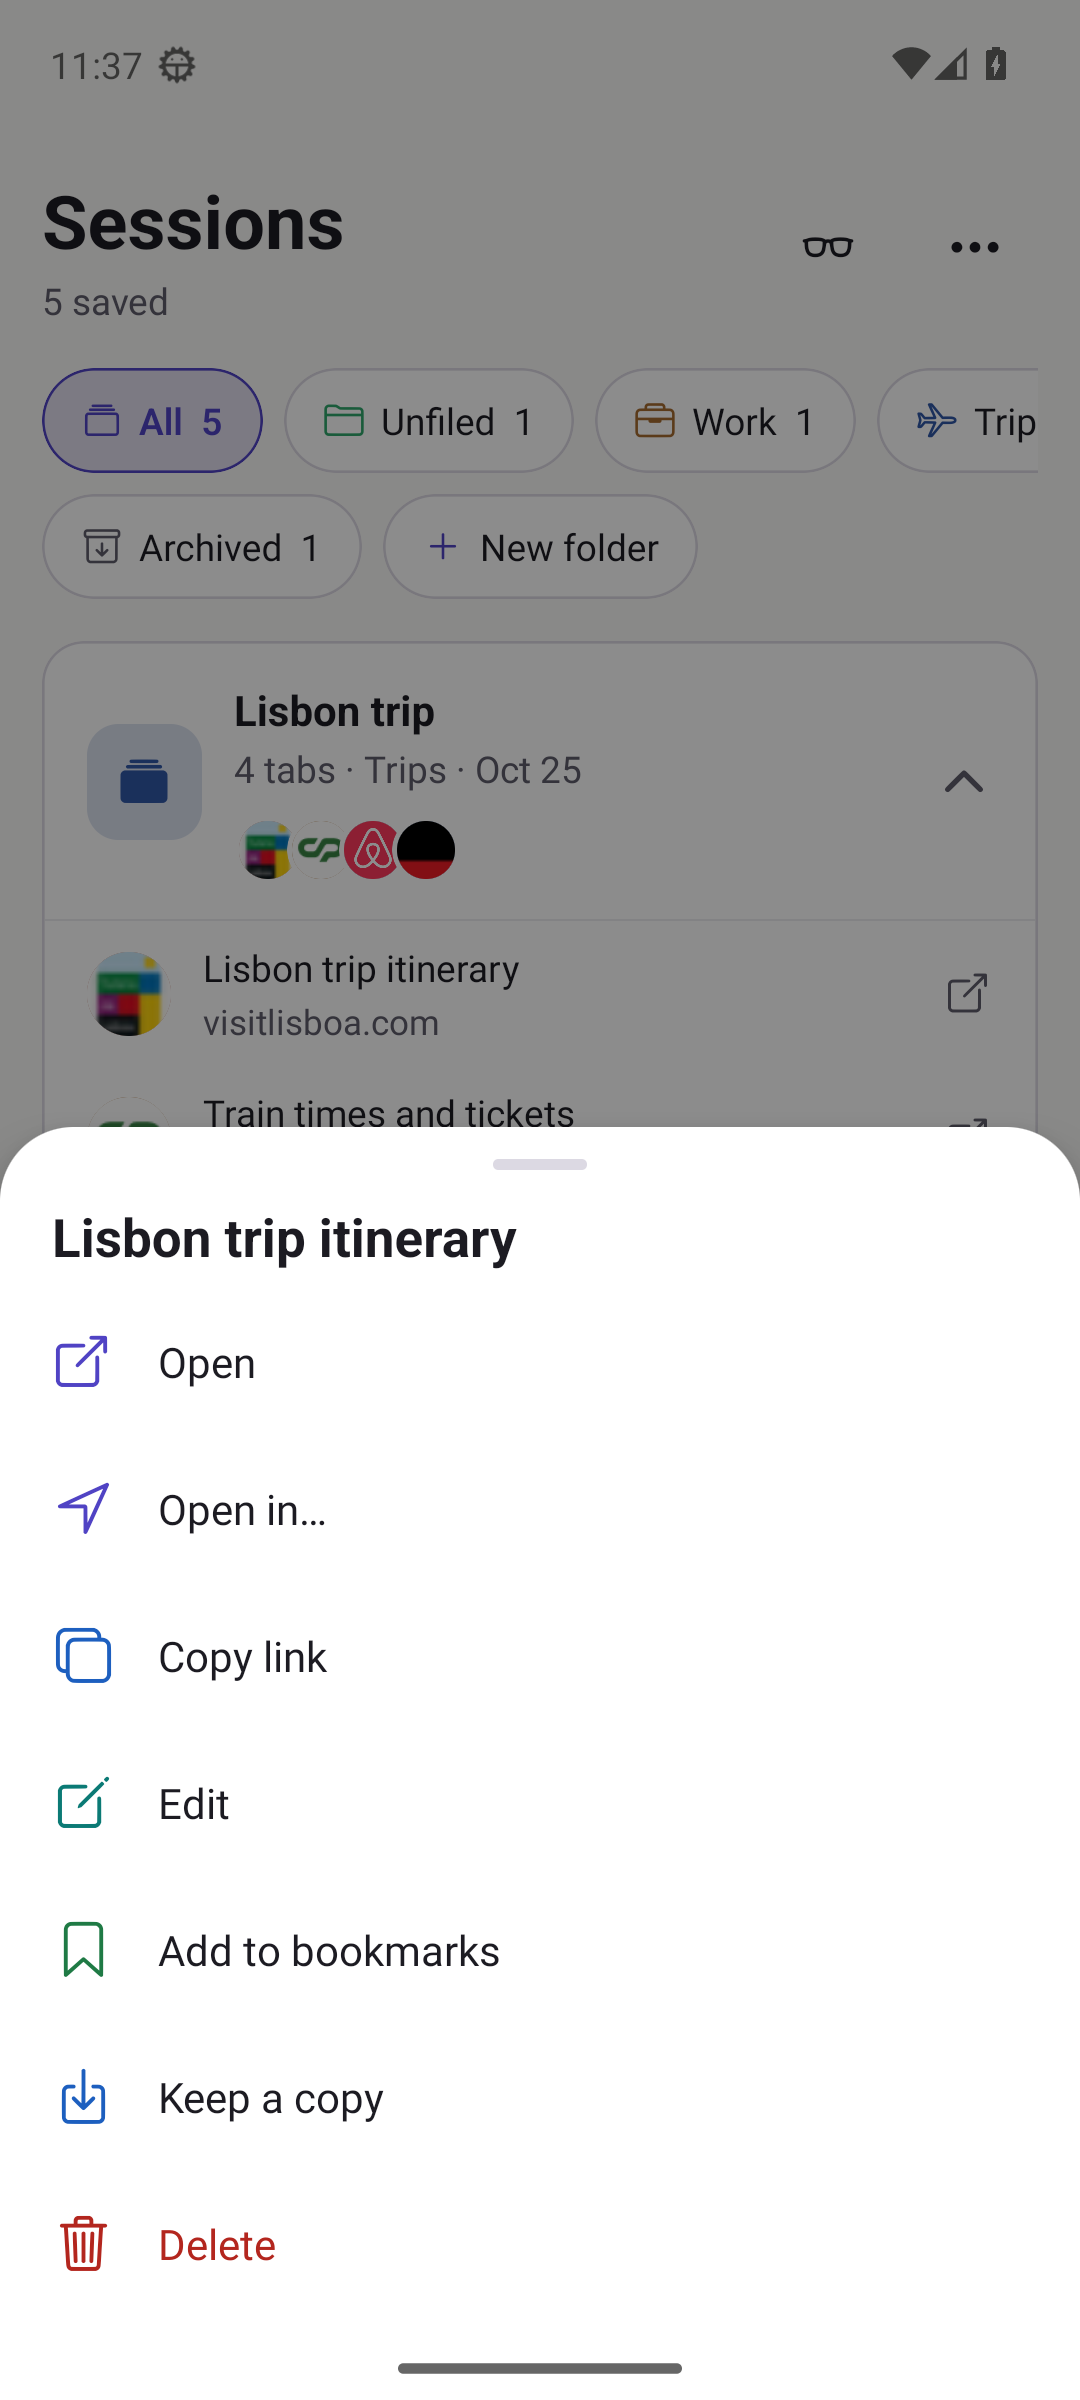 11:37
Sessions
5 saved
All 5
Unfiled 1
Work 1
Trip
Archived 1
New folder
Lisbon trip
4 tabs · Trips · Oct 25
Lisbon trip itinerary
visitlisboa.com
Train times and tickets
Lisbon trip itinerary
Open
Open in…
Copy link
Edit
Add to bookmarks
Keep a copy
Delete